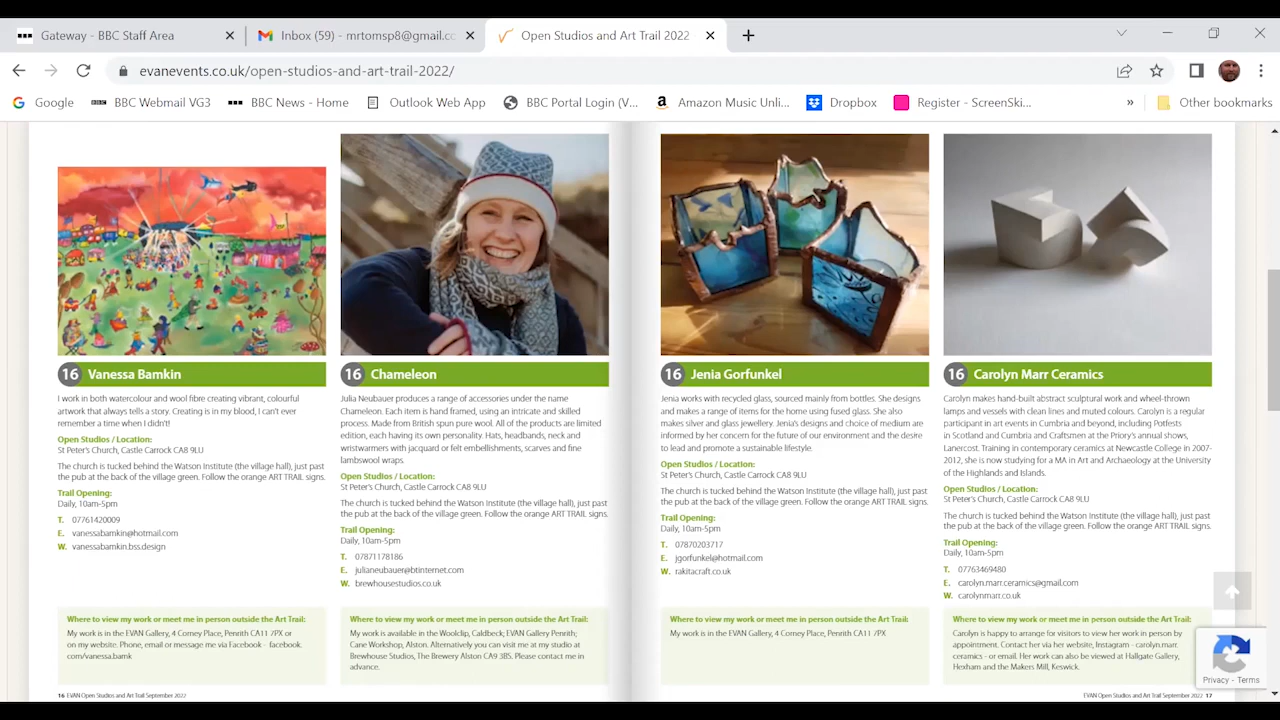 Gateway - BBC Staff Area
Inbox (59) - mrtomsp8@gmail.cc
Open Studios and Art Trail 2022
evanevents.co.uk/open-studios-and-art-trail-2022/
Google
BBC Webmail VG3
BBC News - Home
Outlook Web App
BBC Portal Login (V...
Amazon Music Unli...
Dropbox
Register - ScreenSki...
»
Other bookmarks
16 Vanessa Bamkin
I work in both watercolour and wool fibre creating vibrant, colourful
artwork that always tells a story. Creating is in my blood, I can't ever
remember a time when I didn't!
Open Studios / Location:
St Peter's Church, Castle Carrock CA8 9LU
The church is tucked behind the Watson Institute (the village hall), just past
the pub at the back of the village green. Follow the orange ART TRAIL signs.
Trail Opening:
Daily, 10am-5pm
T. 07761420009
E. vanessabamkin@hotmail.com
W. vanessabamkin.bss.design
Where to view my work or meet me in person outside the Art Trail:
My work is in the EVAN Gallery, 4 Corney Place, Penrith CA11 7PX or
on my website. Phone, email or message me via Facebook - facebook.
com/vanessa.bamk
16 EVAN Open Studios and Art Trail September 2022
16 Chameleon
Julia Neubauer produces a range of accessories under the name
Chameleon. Each item is hand framed, using an intricate and skilled
process. Made from British spun pure wool. All of the products are limited
edition, each having its own personality. Hats, headbands, neck and
wristwarmers with jacquard or felt embellishments, scarves and fine
lambswool wraps.
Open Studios / Location:
St Peter's Church, Castle Carrock CA8 9LU
The church is tucked behind the Watson Institute (the village hall), just past
the pub at the back of the village green. Follow the orange ART TRAIL signs.
Trail Opening:
Daily, 10am-5pm
T. 07871178186
E. julianeubauer@btinternet.com
W. brewhousestudios.co.uk
Where to view my work or meet me in person outside the Art Trail:
My work is available in the Woolclip, Caldbeck; EVAN Gallery, Penrith;
Cane Workshop, Alston. Alternatively you can visit me at my studio at
Brewhouse Studios, The Brewery Alston CA9 3BS. Please contact me in
advance.
16 Jenia Gorfunkel
Jenia works with recycled glass, sourced mainly from bottles. She designs
and makes a range of items for the home using fused glass. She also
makes silver and glass jewellery. Jenia's designs and choice of medium are
informed by her concern for the future of our environment and the desire
to lead and promote a sustainable lifestyle.
Open Studios / Location:
St Peter's Church, Castle Carrock CA8 9LU
The church is tucked behind the Watson Institute (the village hall), just past
the pub at the back of the village green. Follow the orange ART TRAIL signs.
Trail Opening:
Daily, 10am-5pm
T. 07870203717
E. jgorfunkel@hotmail.com
W. rakitacraft.co.uk
Where to view my work or meet me in person outside the Art Trail:
My work is in the EVAN Gallery, 4 Corney Place, Penrith CA11 7PX
16 Carolyn Marr Ceramics
Carolyn makes hand-built abstract sculptural work and wheel-thrown
lamps and vessels with clean lines and muted colours. Carolyn is a regular
participant in art events in Cumbria and beyond, including Potfests
in Scotland and Cumbria and Craftsmen at the Priory's annual shows,
Lanercost. Training in contemporary ceramics at Newcastle College in 2007-
2012, she is now studying for a MA in Art and Archaeology at the University
of the Highlands and Islands.
Open Studios / Location:
St Peter's Church, Castle Carrock CA8 9LU
The church is tucked behind the Watson Institute (the village hall), just past
the pub at the back of the village green. Follow the orange ART TRAIL signs.
Trail Opening:
Daily, 10am-5pm
T. 07763469480
E. carolyn.marr.ceramics@gmail.com
W. carolynmarr.co.uk
Where to view my work or meet me in person outside the Art Trail:
Carolyn is happy to arrange for visitors to view her work in person by
appointment. Contact her via her website, Instagram - carolyn.marr.
ceramics - or email. Her work can also be viewed at Hallgate Gallery,
Hexham and the Makers Mill, Keswick.
EVAN Open Studios and Art Trail September 2022 17
Privacy - Terms